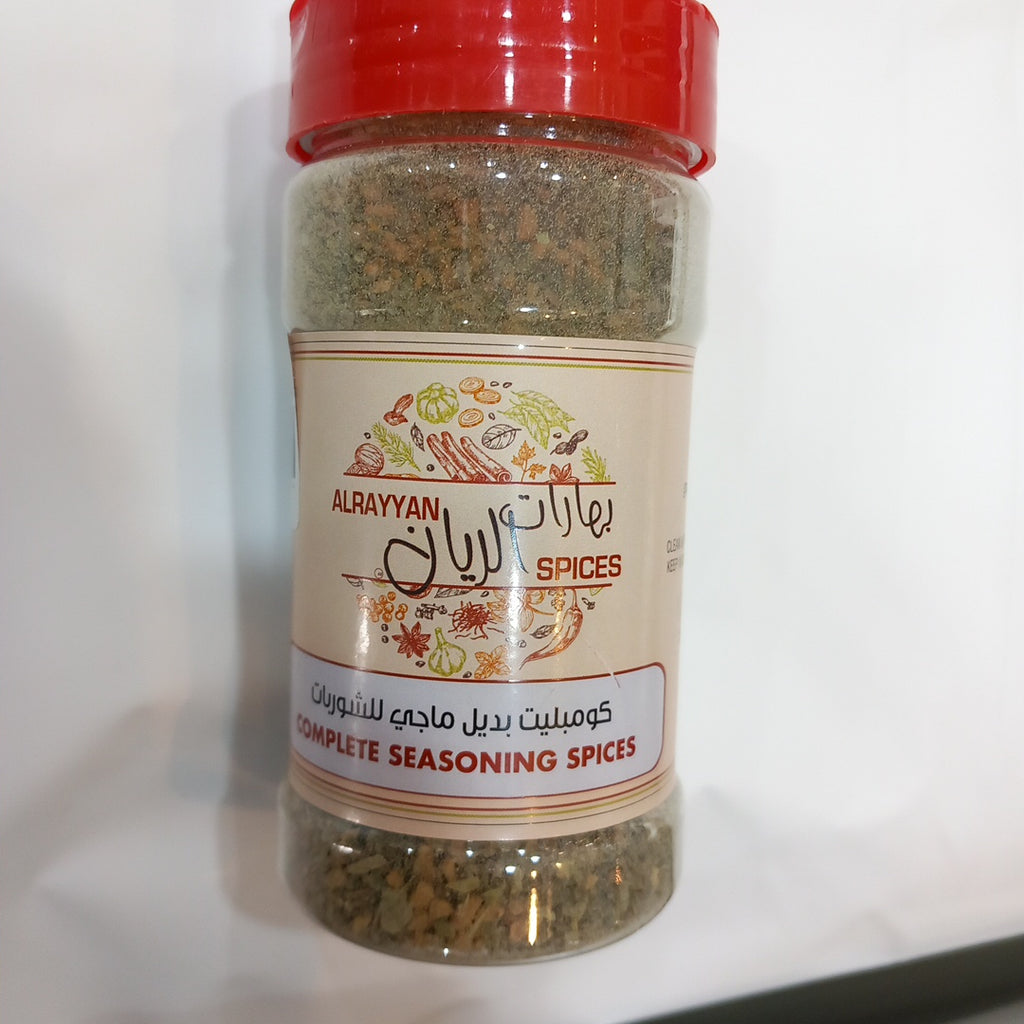 ALRAYYAN
بهارات
الريان
SPICES
كومبليت بديل ماجي للشوربات
COMPLETE SEASONING SPICES